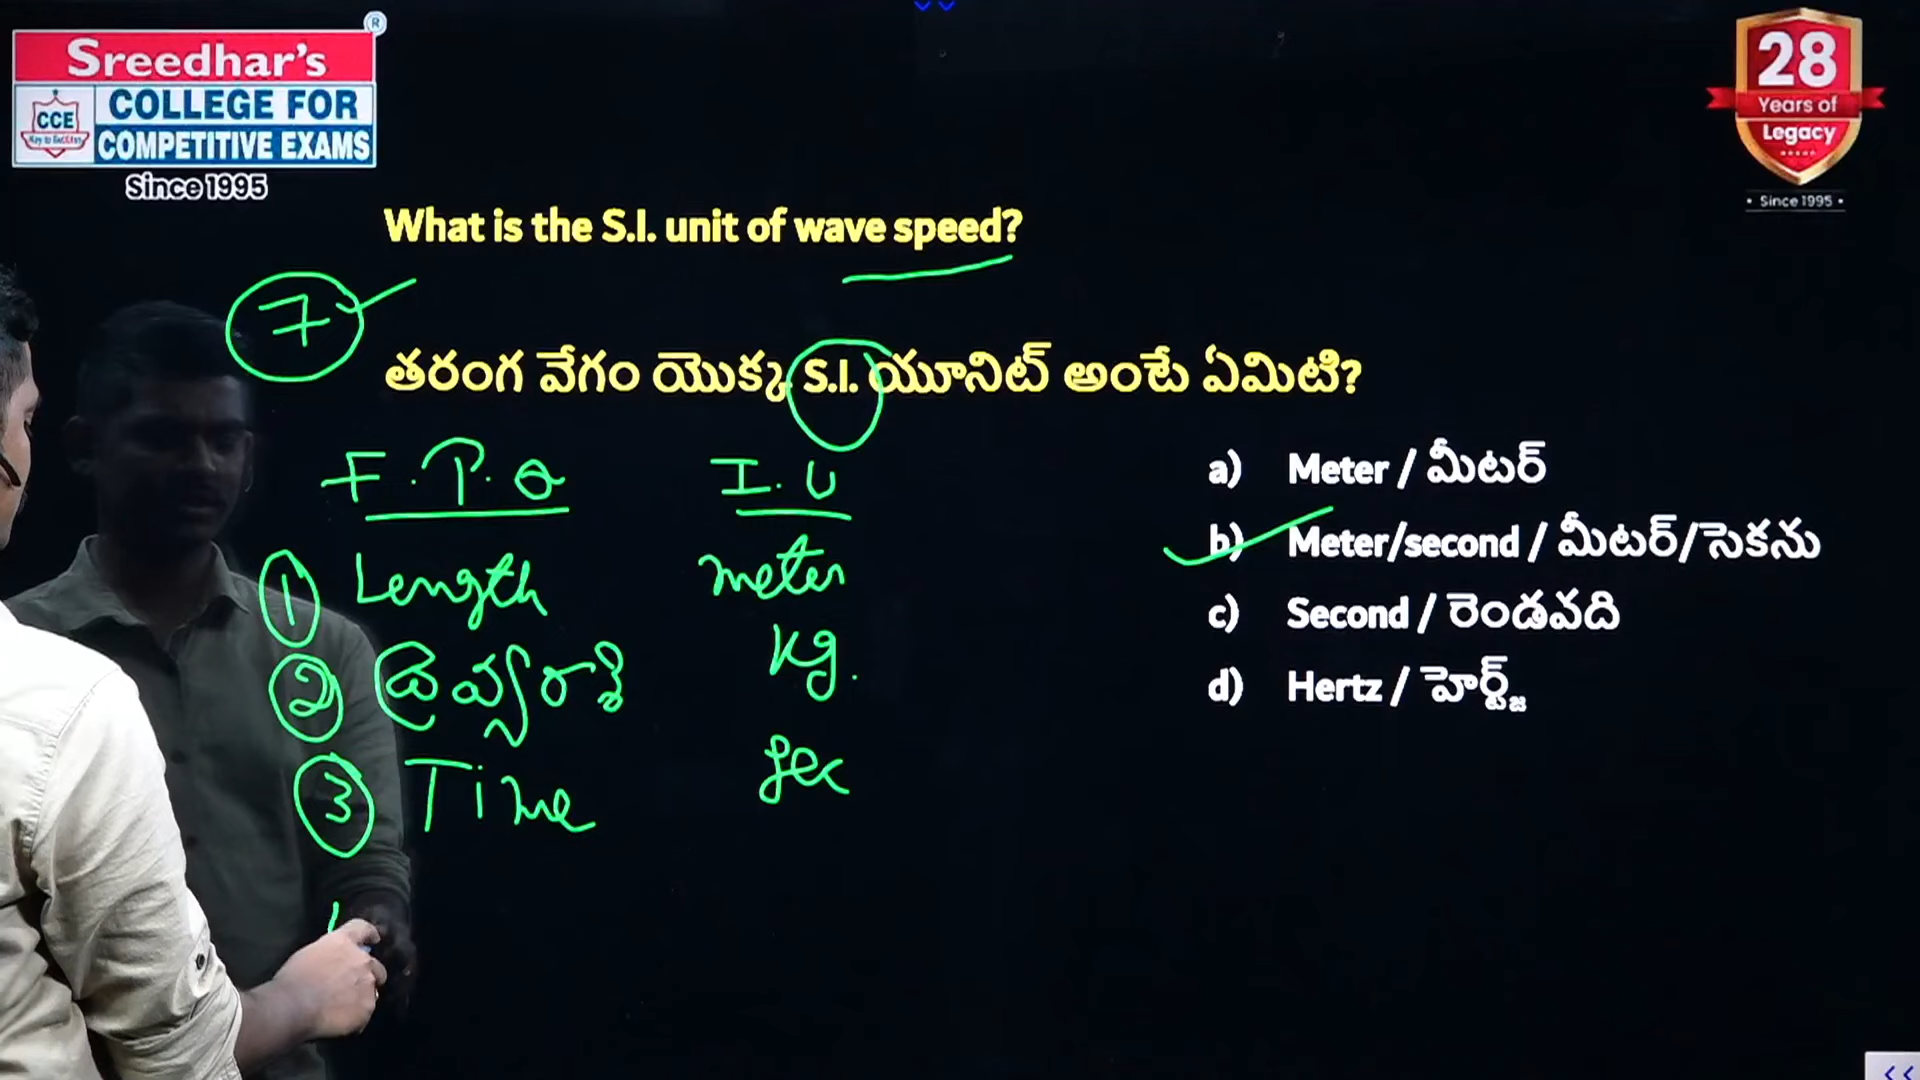 Sreedhar's
®
CCE
COLLEGE FOR
COMPETITIVE EXAMS
Since 1995
28
Years of
Legacy
• Since 1995 •
What is the S.I. unit of wave speed?
7
తరంగ వేగం యొక్క S.I. యూనిట్ అంటే ఏమిటి?
F.P.Q I.U
1 Length meter
2 ద్రవ్యరాశి kg.
3 Time sec
a) Meter / మీటర్
b) Meter/second / మీటర్/సెకను
c) Second / రెండవది
d) Hertz / హెర్ట్జ్